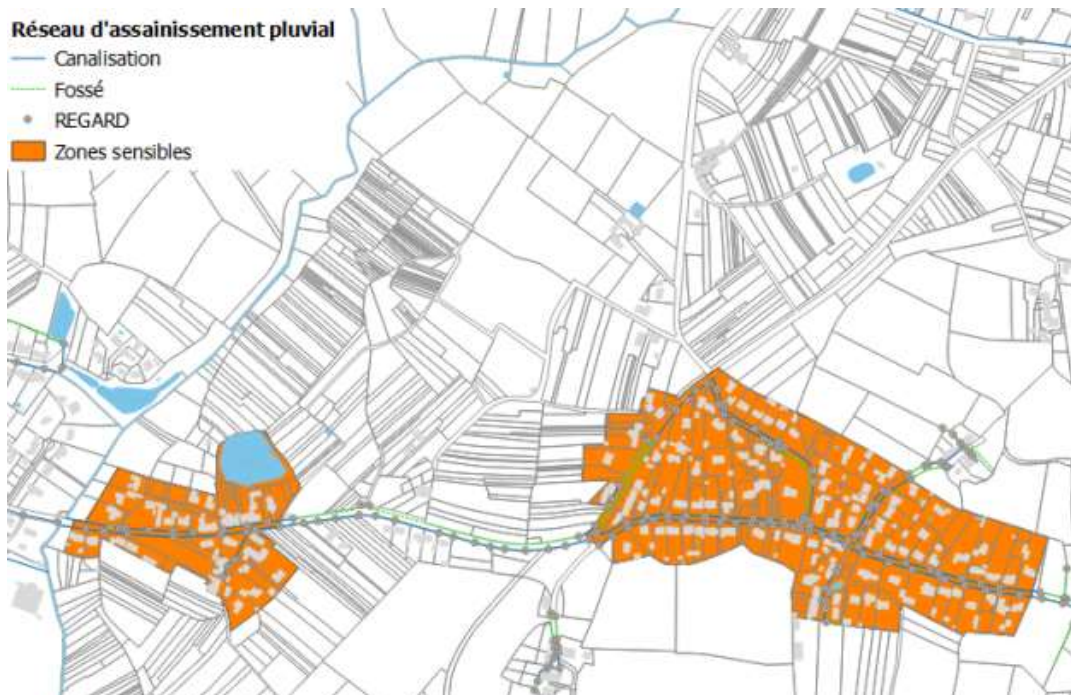 Réseau d'assainissement pluvial
Canalisation
Fossé
REGARD
Zones sensibles